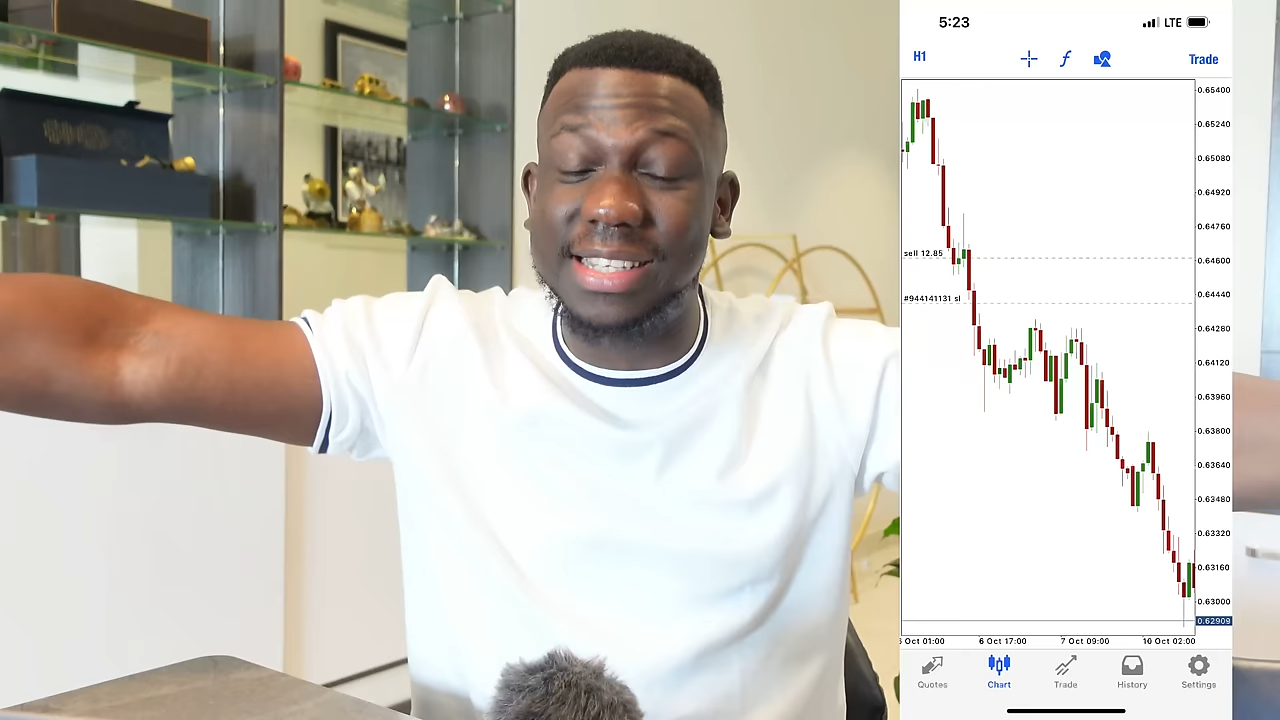 5:23
LTE
H1
f
Trade
0.65400
0.65240
0.65080
0.64920
0.64760
sell 12.85
0.64600
0.64440
#944141131 sl
0.64280
0.64120
0.63960
0.63800
0.63640
0.63480
0.63320
0.63160
0.63000
0.62909
Oct 01:00
6 Oct 17:00
7 Oct 09:00
10 Oct 02:00
Quotes
Chart
Trade
History
Settings